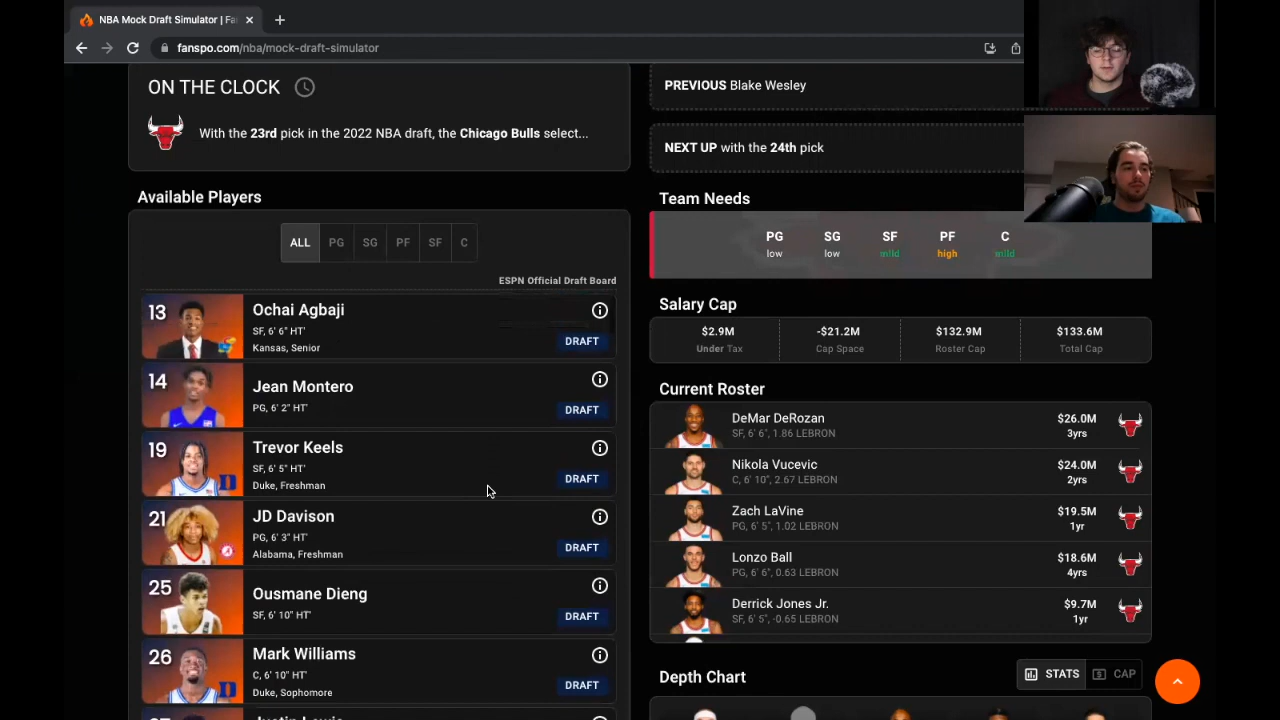 NBA Mock Draft Simulator | Fa
fanspo.com/nba/mock-draft-simulator
ON THE CLOCK
With the 23rd pick in the 2022 NBA draft, the Chicago Bulls select...
PREVIOUS Blake Wesley
NEXT UP with the 24th pick
Available Players
ALL PG SG PF SF C
ESPN Official Draft Board
13 Ochai Agbaji
SF, 6' 6" HT'
Kansas, Senior
DRAFT
14 Jean Montero
PG, 6' 2" HT'
DRAFT
19 Trevor Keels
SF, 6' 5" HT'
Duke, Freshman
DRAFT
21 JD Davison
PG, 6' 3" HT'
Alabama, Freshman
DRAFT
25 Ousmane Dieng
SF, 6' 10" HT'
DRAFT
26 Mark Williams
C, 6' 10" HT'
Duke, Sophomore
DRAFT
Team Needs
PG SG SF PF C
low low mild high mild
Salary Cap
$2.9M -$21.2M $132.9M $133.6M
Under Tax Cap Space Roster Cap Total Cap
Current Roster
DeMar DeRozan $26.0M
SF, 6' 6", 1.86 LEBRON 3yrs
Nikola Vucevic $24.0M
C, 6' 10", 2.67 LEBRON 2yrs
Zach LaVine $19.5M
PG, 6' 5", 1.02 LEBRON 1yr
Lonzo Ball $18.6M
PG, 6' 6", 0.63 LEBRON 4yrs
Derrick Jones Jr. $9.7M
SF, 6' 5", -0.65 LEBRON 1yr
Depth Chart STATS CAP